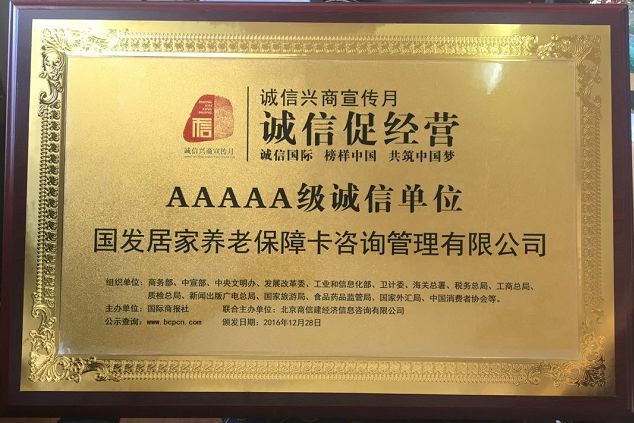 诚信兴商宣传月
诚信促经营
诚信国际 榜样中国 共筑中国梦
信
诚信兴商宣传月
AAAAA级诚信单位
国发居家养老保障卡咨询管理有限公司
组织单位：商务部、中宣部、中央文明办、发展改革委、工业和信息化部、卫计委、海关总署、税务总局、工商总局、
质检总局、新闻出版广电总局、国家旅游局、食品药品监管局、国家外汇局、中国消费者协会等。
主办单位：国际商报社 联合主办单位：北京商信建经济信息咨询有限公司
公示查询：www.bcpcn.com 颁发日期：2016年12月28日